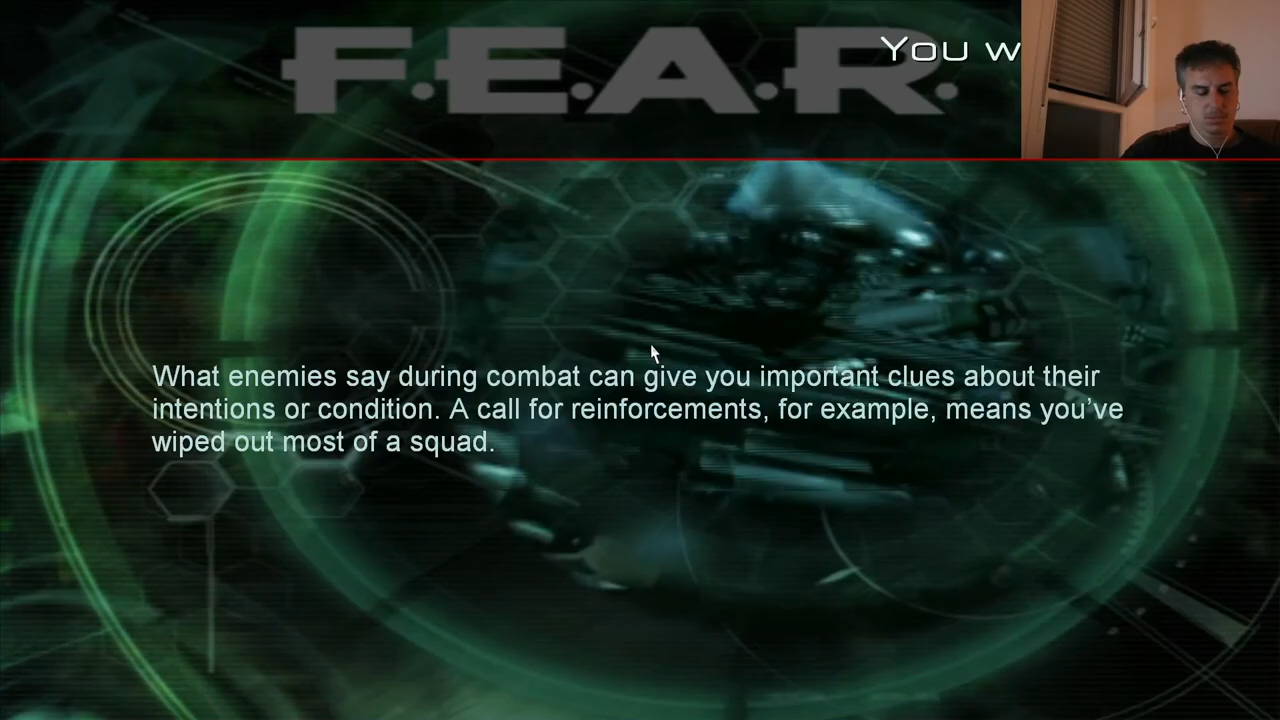 F.E.A.R.
You w
What enemies say during combat can give you important clues about their
intentions or condition. A call for reinforcements, for example, means you've
wiped out most of a squad.